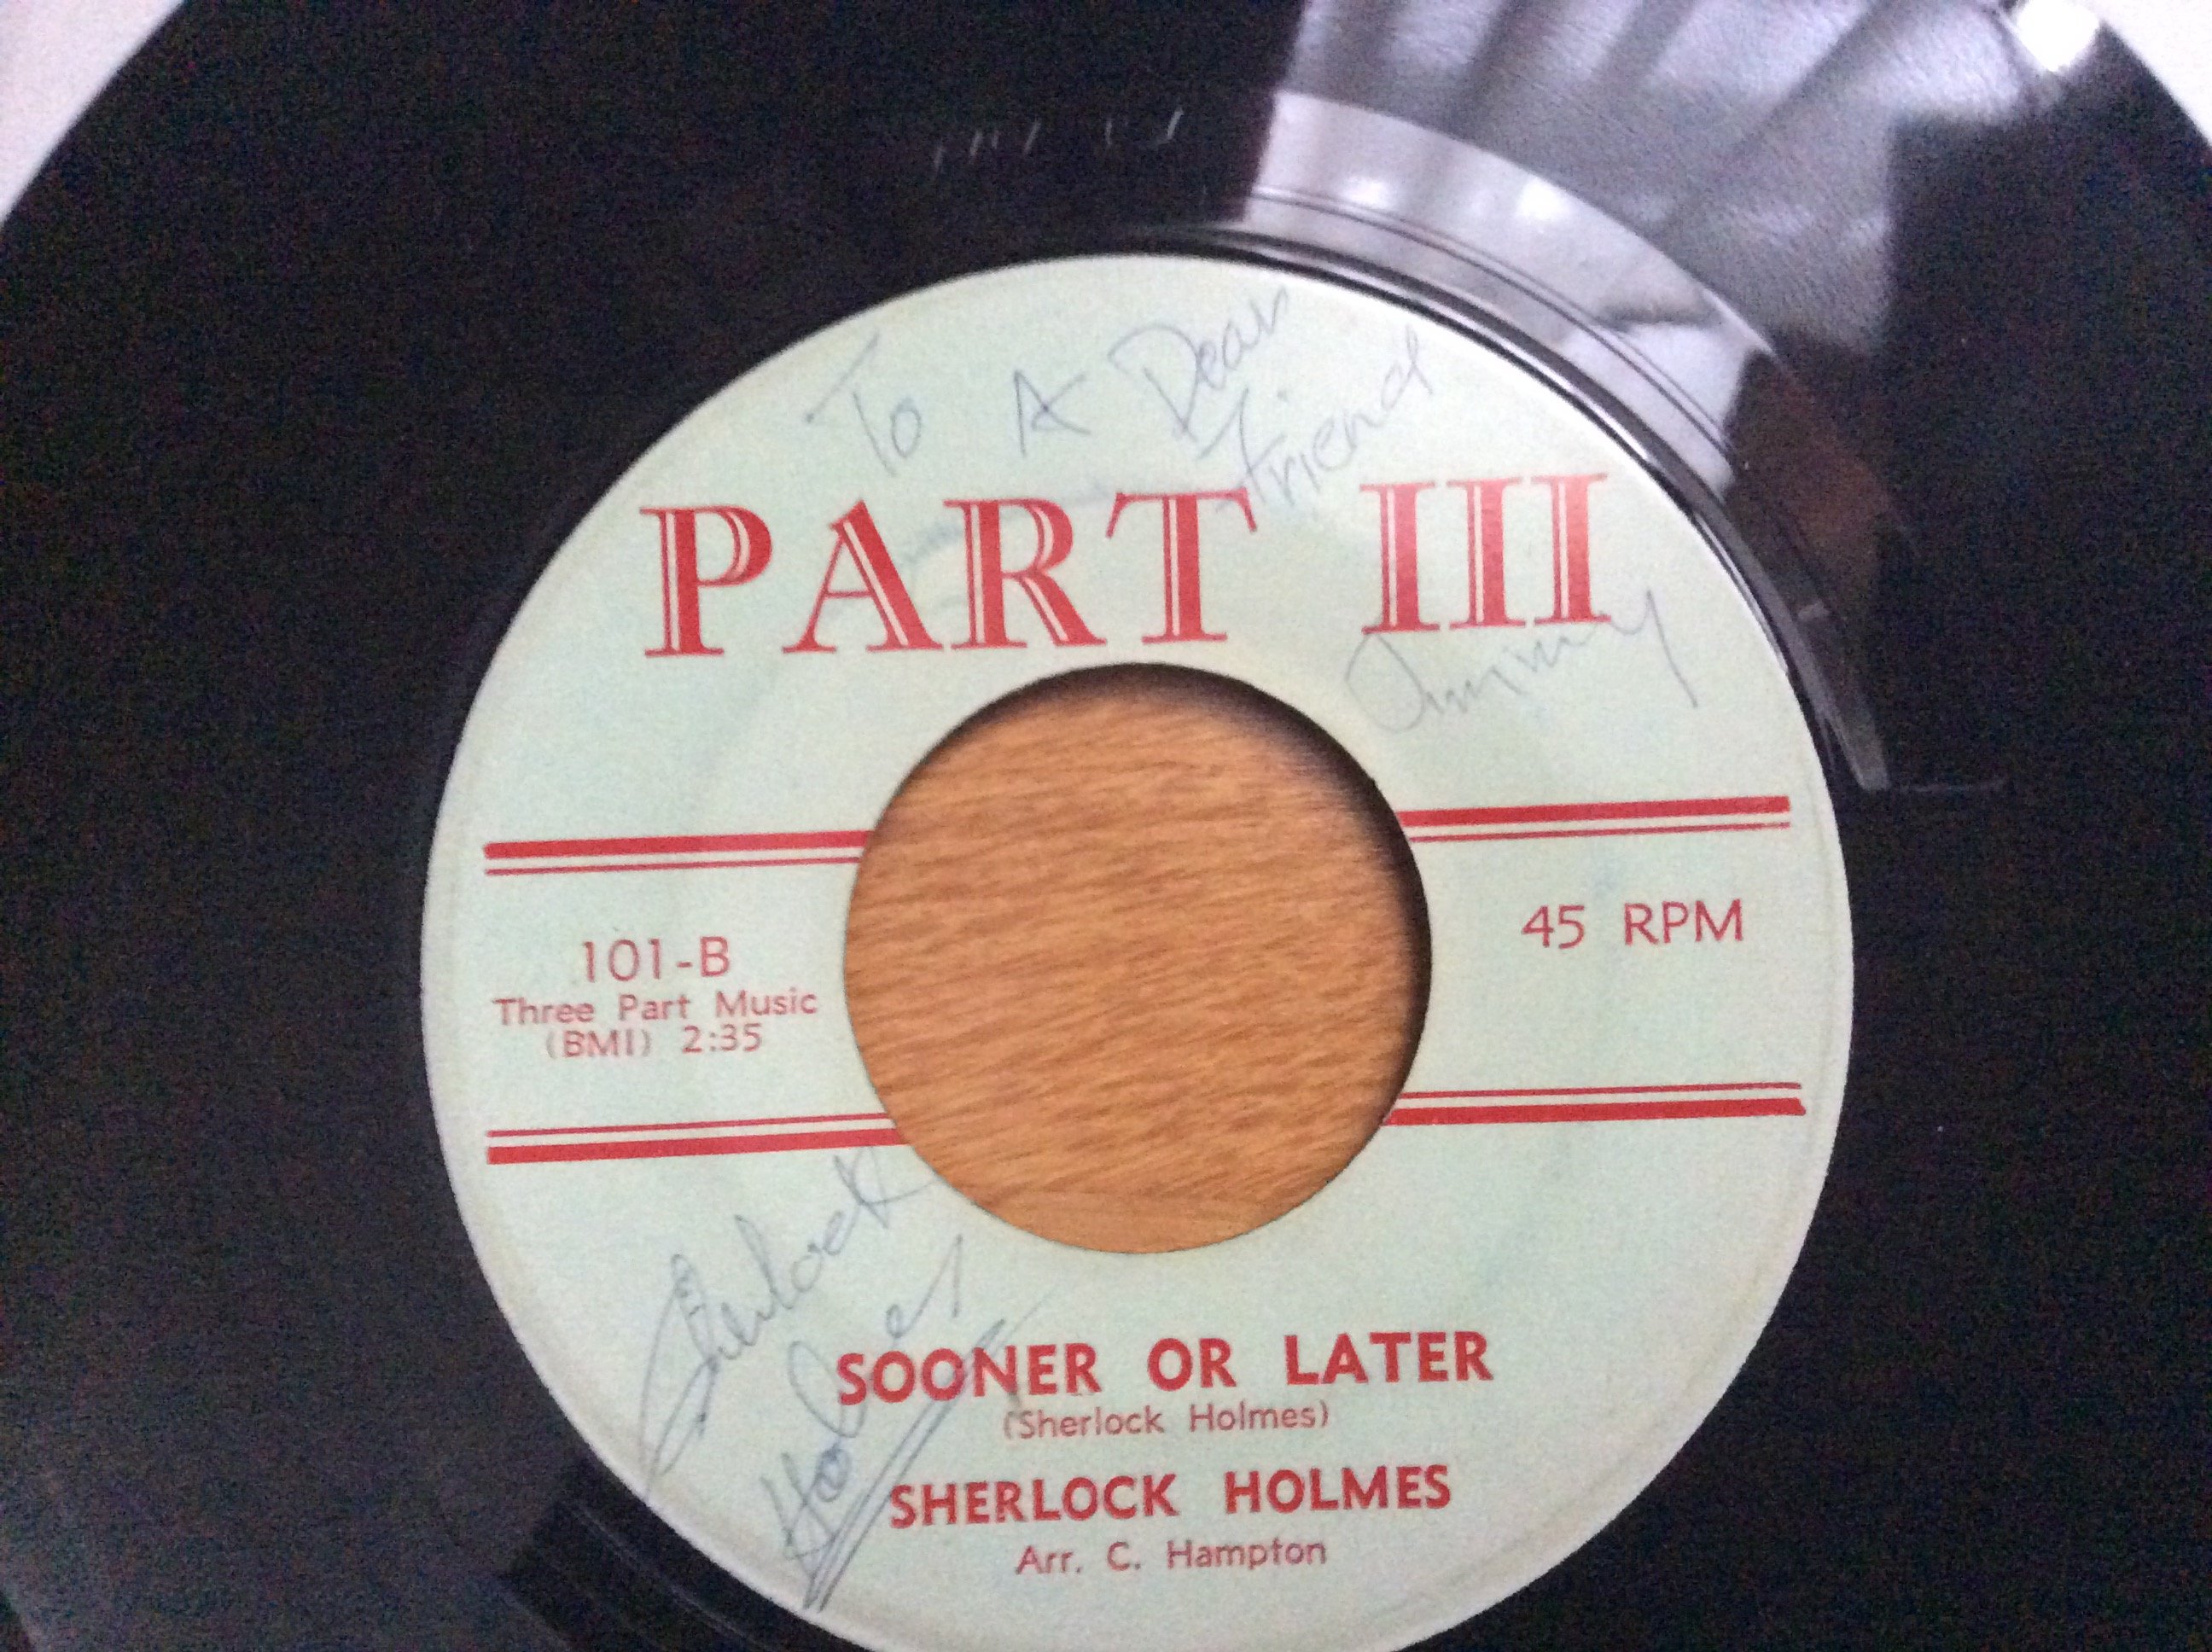 To A Dear
Friend
PART III
Jimmy
101-B
Three Part Music
(BMI) 2:35
45 RPM
Sherlock
Holmes
SOONER OR LATER
(Sherlock Holmes)
SHERLOCK HOLMES
Arr. C. Hampton